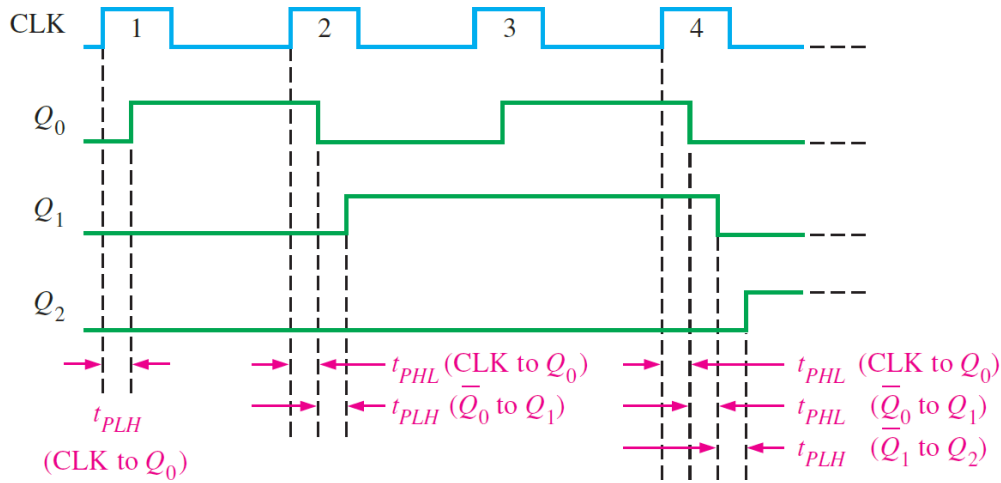 CLK 1 2 3 4
Q0
Q1
Q2
tPHL (CLK to Q0) tPHL (CLK to Q0)
tPLH tPLH (Q̅0 to Q1) tPHL (Q̅0 to Q1)
(CLK to Q0) tPLH (Q̅1 to Q2)